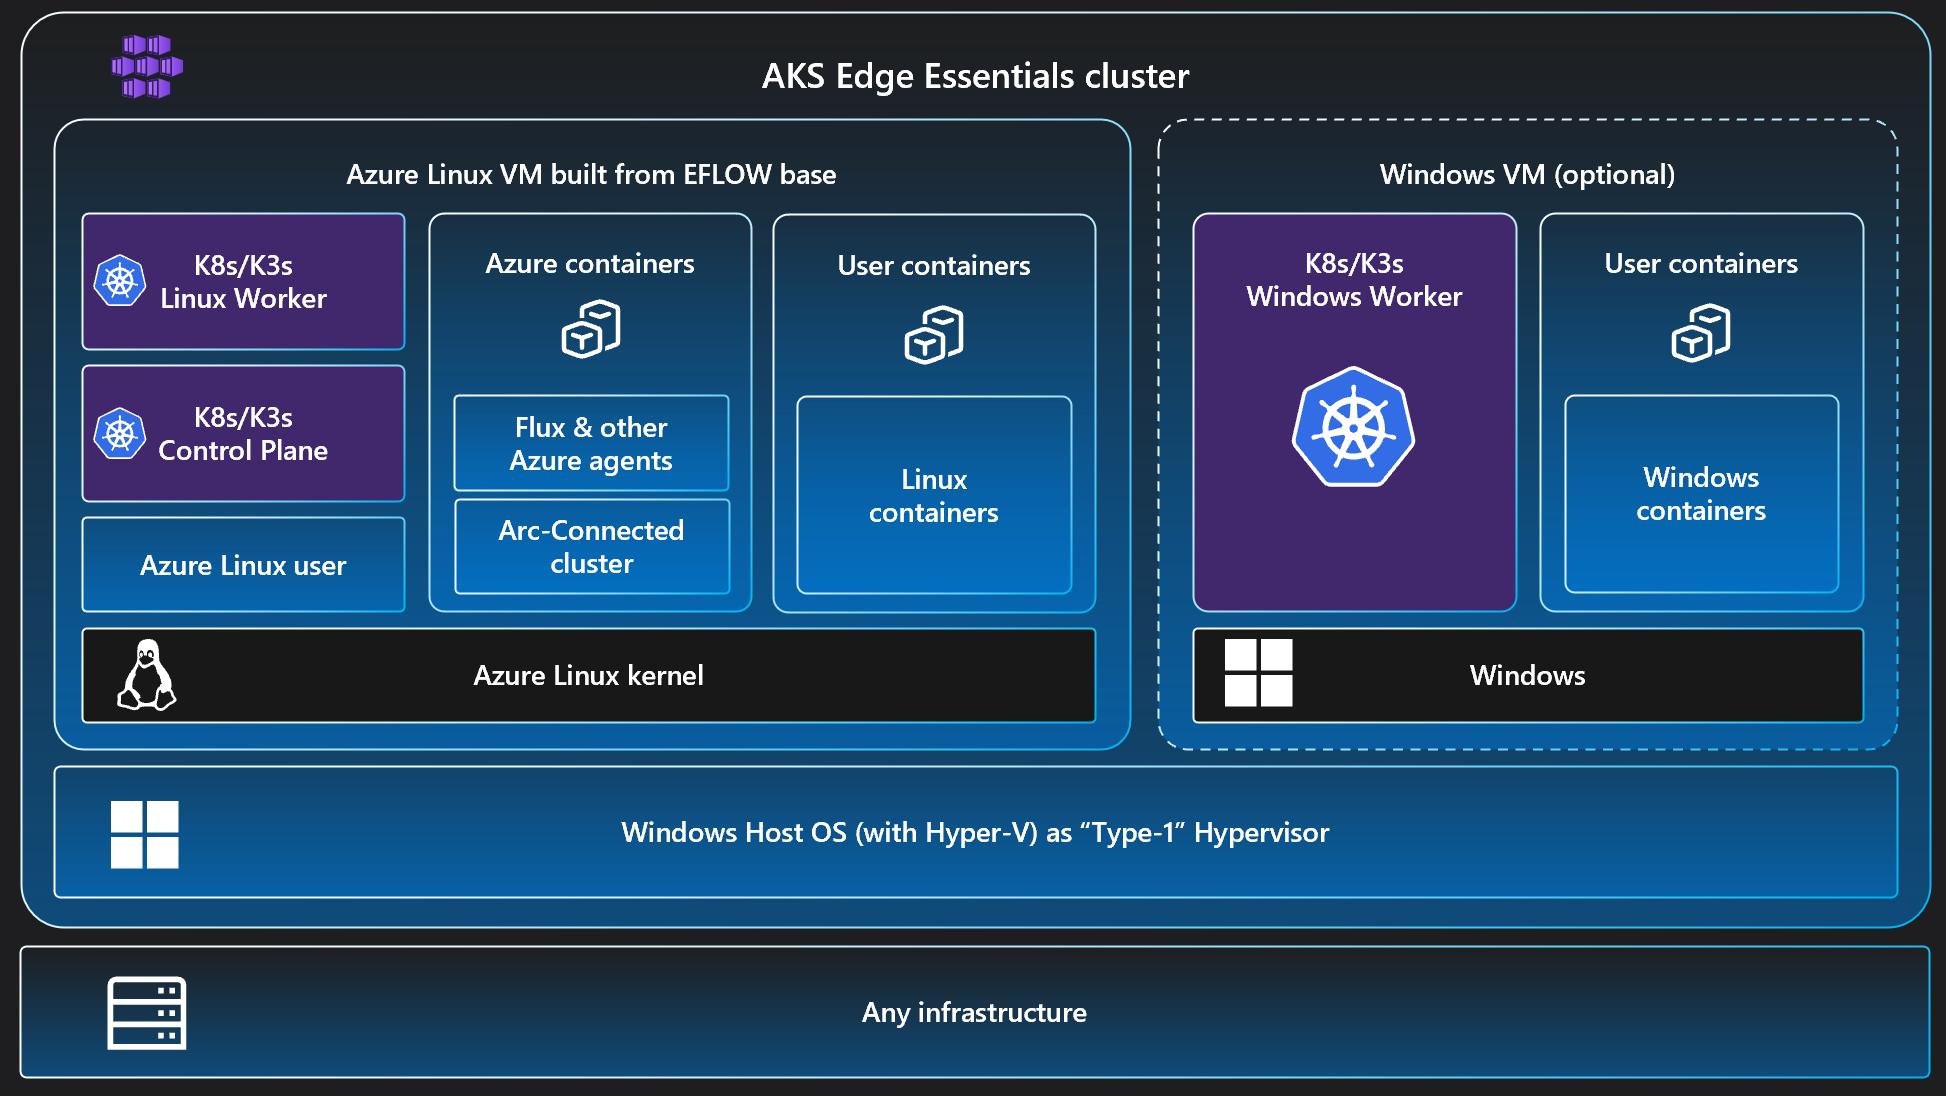 AKS Edge Essentials cluster
Azure Linux VM built from EFLOW base
K8s/K3s
Linux Worker
K8s/K3s
Control Plane
Azure Linux user
Azure containers
Flux & other
Azure agents
Arc-Connected
cluster
User containers
Linux
containers
Azure Linux kernel
Windows VM (optional)
K8s/K3s
Windows Worker
User containers
Windows
containers
Windows
Windows Host OS (with Hyper-V) as “Type-1” Hypervisor
Any infrastructure